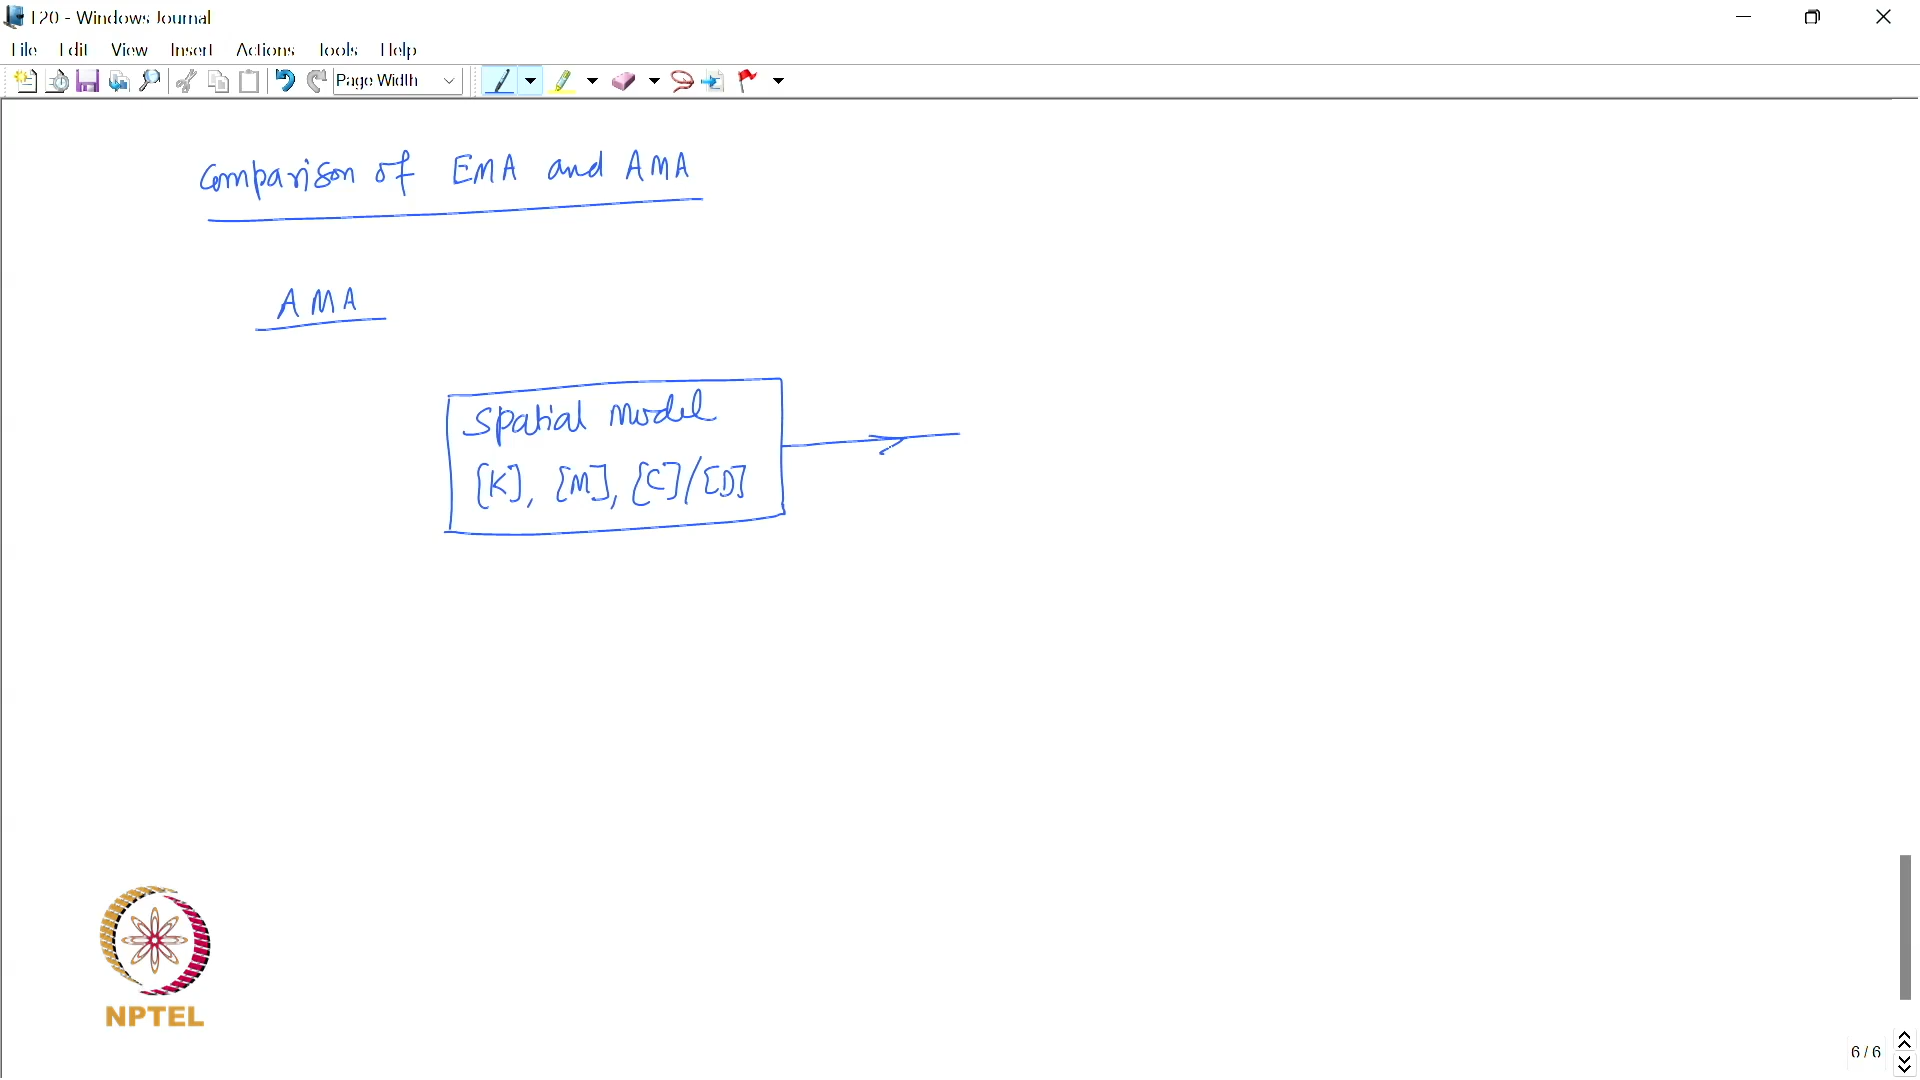 L20 - Windows Journal
File Edit View Insert Actions Tools Help
Page Width
Comparison of EMA and AMA
AMA
Spatial Model
[K], [M], [C]/[D]
NPTEL
6 / 6